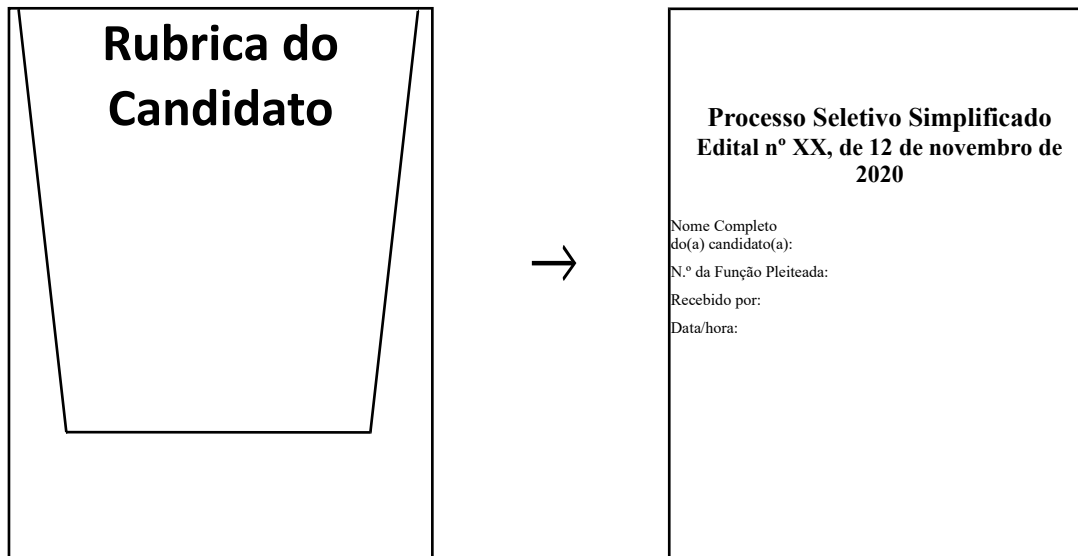 Rubrica do
Candidato
Processo Seletivo Simplificado
Edital nº XX, de 12 de novembro de
2020
Nome Completo
do(a) candidato(a):
N.º da Função Pleiteada:
Recebido por:
Data/hora: